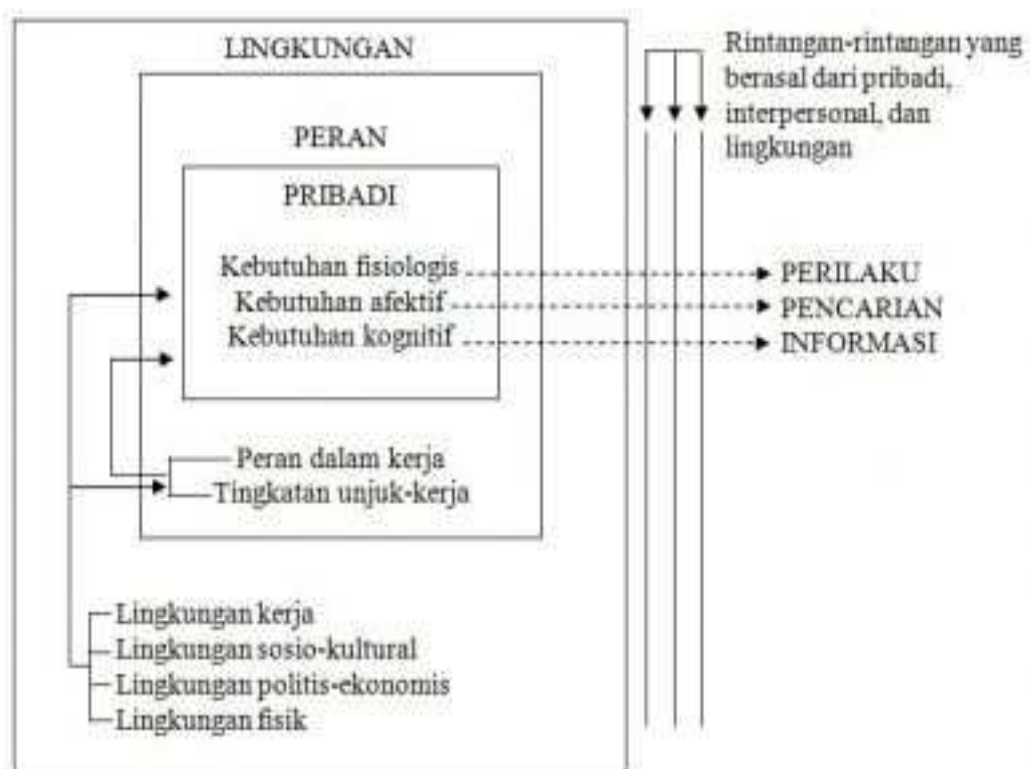 LINGKUNGAN
PERAN
PRIBADI
Kebutuhan fisiologis
Kebutuhan afektif
Kebutuhan kognitif
Peran dalam kerja
Tingkatan unjuk-kerja
Lingkungan kerja
Lingkungan sosio-kultural
Lingkungan politis-ekonomis
Lingkungan fisik
Rintangan-rintangan yang
berasal dari pribadi,
interpersonal, dan
lingkungan
PERILAKU
PENCARIAN
INFORMASI